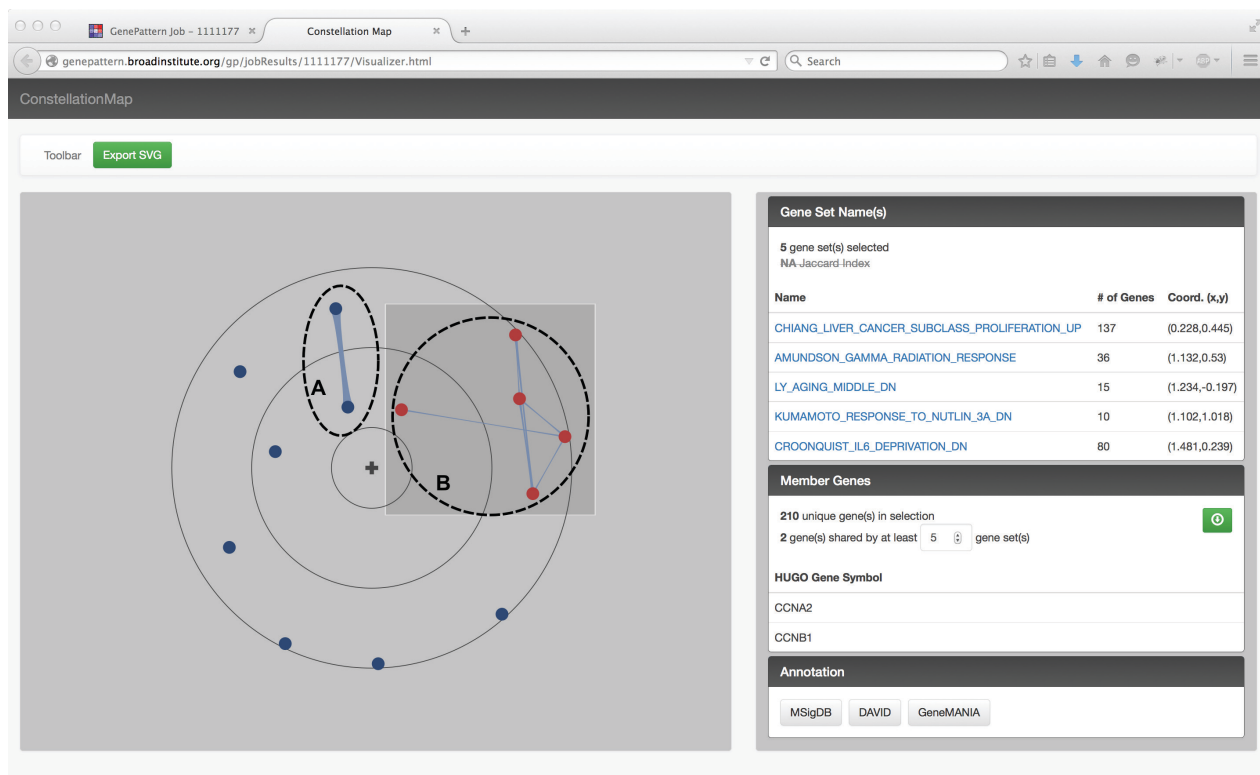 GenePattern Job – 1111177
Constellation Map
genepattern.broadinstitute.org/gp/jobResults/1111177/Visualizer.html
Search
ConstellationMap
Toolbar
Export SVG
A
B
Gene Set Name(s)
5 gene set(s) selected
NA Jaccard Index
Name # of Genes Coord. (x,y)
CHIANG_LIVER_CANCER_SUBCLASS_PROLIFERATION_UP 137 (0.228,0.445)
AMUNDSON_GAMMA_RADIATION_RESPONSE 36 (1.132,0.53)
LY_AGING_MIDDLE_DN 15 (1.234,-0.197)
KUMAMOTO_RESPONSE_TO_NUTLIN_3A_DN 10 (1.102,1.018)
CROONQUIST_IL6_DEPRIVATION_DN 80 (1.481,0.239)
Member Genes
210 unique gene(s) in selection
2 gene(s) shared by at least 5 gene set(s)
HUGO Gene Symbol
CCNA2
CCNB1
Annotation
MSigDB DAVID GeneMANIA